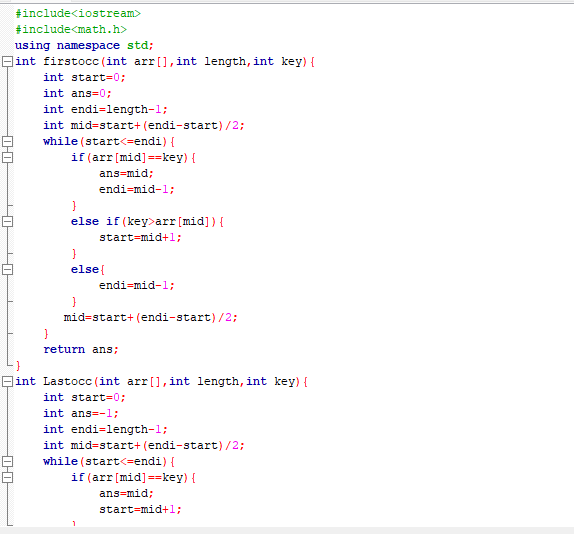 #include<iostream>
#include<math.h>
using namespace std;
int firstocc(int arr[],int length,int key){
    int start=0;
    int ans=0;
    int endi=length-1;
    int mid=start+(endi-start)/2;
    while(start<=endi){
        if(arr[mid]==key){
            ans=mid;
            endi=mid-1;
        }
        else if(key>arr[mid]){
            start=mid+1;
        }
        else{
            endi=mid-1;
        }
       mid=start+(endi-start)/2;
    }
    return ans;
}
int Lastocc(int arr[],int length,int key){
    int start=0;
    int ans=-1;
    int endi=length-1;
    int mid=start+(endi-start)/2;
    while(start<=endi){
        if(arr[mid]==key){
            ans=mid;
            start=mid+1;
        }